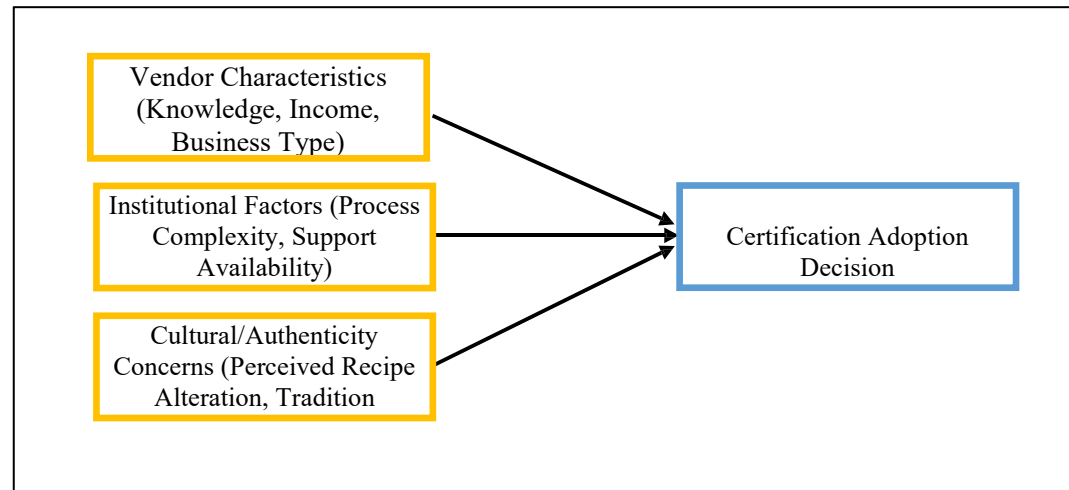 Vendor Characteristics
(Knowledge, Income,
Business Type)
Institutional Factors (Process
Complexity, Support
Availability)
Cultural/Authenticity
Concerns (Perceived Recipe
Alteration, Tradition
Certification Adoption
Decision